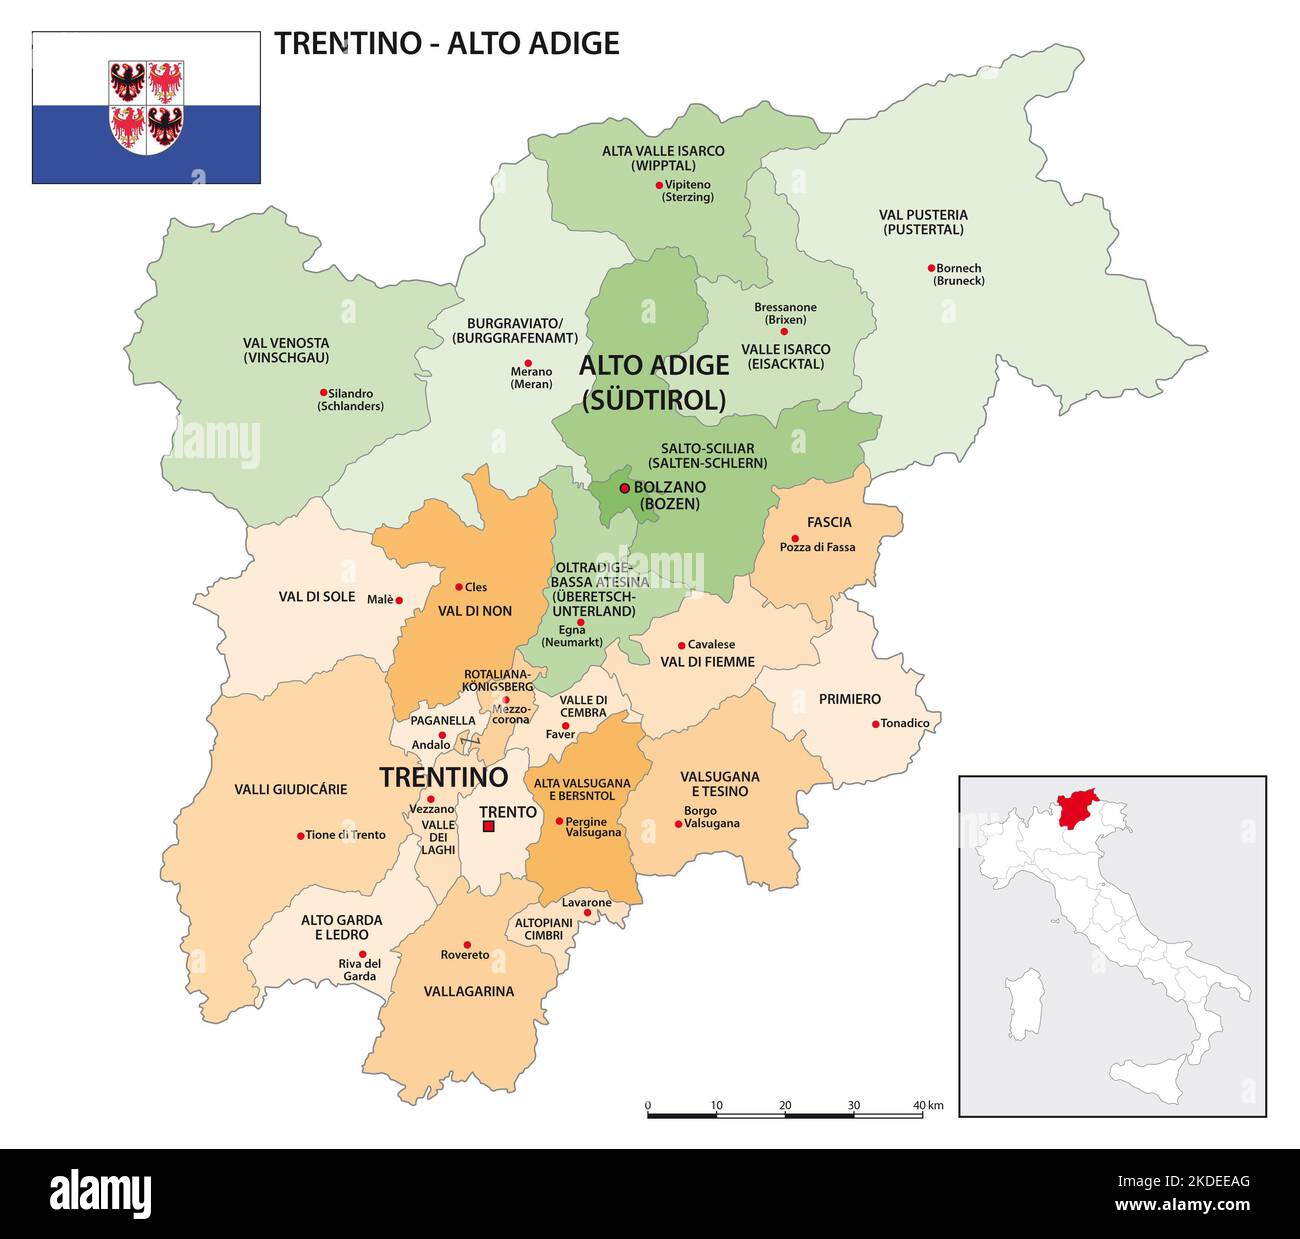 TRENTINO - ALTO ADIGE
ALTA VALLE ISARCO
(WIPPTAL)
Vipiteno
(Sterzing)
VAL PUSTERIA
(PUSTERTAL)
Bornech
(Bruneck)
Bressanone
(Brixen)
VALLE ISARCO
(EISACKTAL)
BURGRAVIATO/
(BURGGRAFENAMT)
Merano
(Meran)
VAL VENOSTA
(VINSCHGAU)
Silandro
(Schlanders)
ALTO ADIGE
(SÜDTIROL)
SALTO-SCILIAR
(SALTEN-SCHLERN)
BOLZANO
(BOZEN)
FASCIA
Pozza di Fassa
OLTRADIGE-
BASSA ATESINA
(ÜBERETSCH-
UNTERLAND)
Egna
(Neumarkt)
VAL DI SOLE
Malè
Cles
VAL DI NON
Cavalese
VAL DI FIEMME
ROTALIANA-
KÖNIGSBERG
Mezzo-
corona
VALLE DI
CEMBRA
Faver
PRIMIERO
Tonadico
PAGANELLA
Andalo
TRENTINO
VALLI GIUDICÁRIE
Tione di Trento
Vezzano
VALLE
DEI
LAGHI
TRENTO
ALTA VALSUGANA
E BERSNTOL
Pergine
Valsugana
VALSUGANA
E TESINO
Borgo
Valsugana
Lavarone
ALTOPIANI
CIMBRI
ALTO GARDA
E LEDRO
Riva del
Garda
Rovereto
VALLAGARINA
0 10 20 30 40 km
a a a a a a a a
alamy
alamy
alamy
Image ID: 2KDEEAG
www.alamy.com